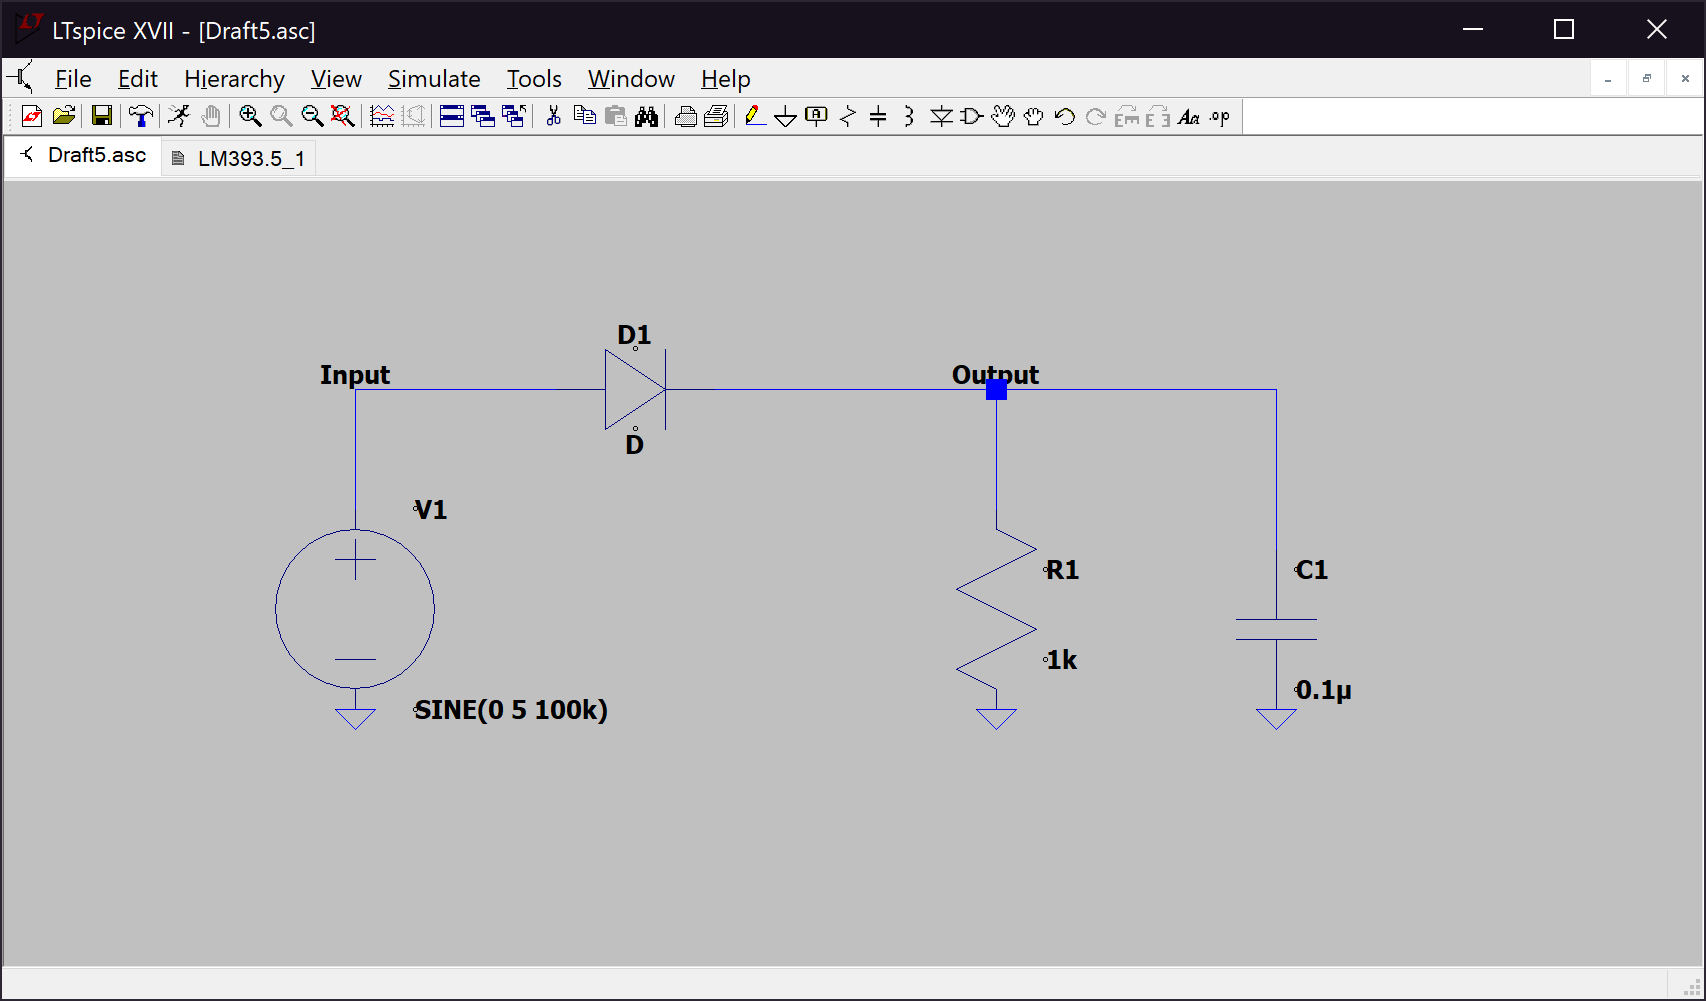 LTspice XVII - [Draft5.asc]
File Edit Hierarchy View Simulate Tools Window Help
Aa .op
Draft5.asc LM393.5_1
D1
Input
Output
D
V1
R1
C1
1k
0.1µ
SINE(0 5 100k)